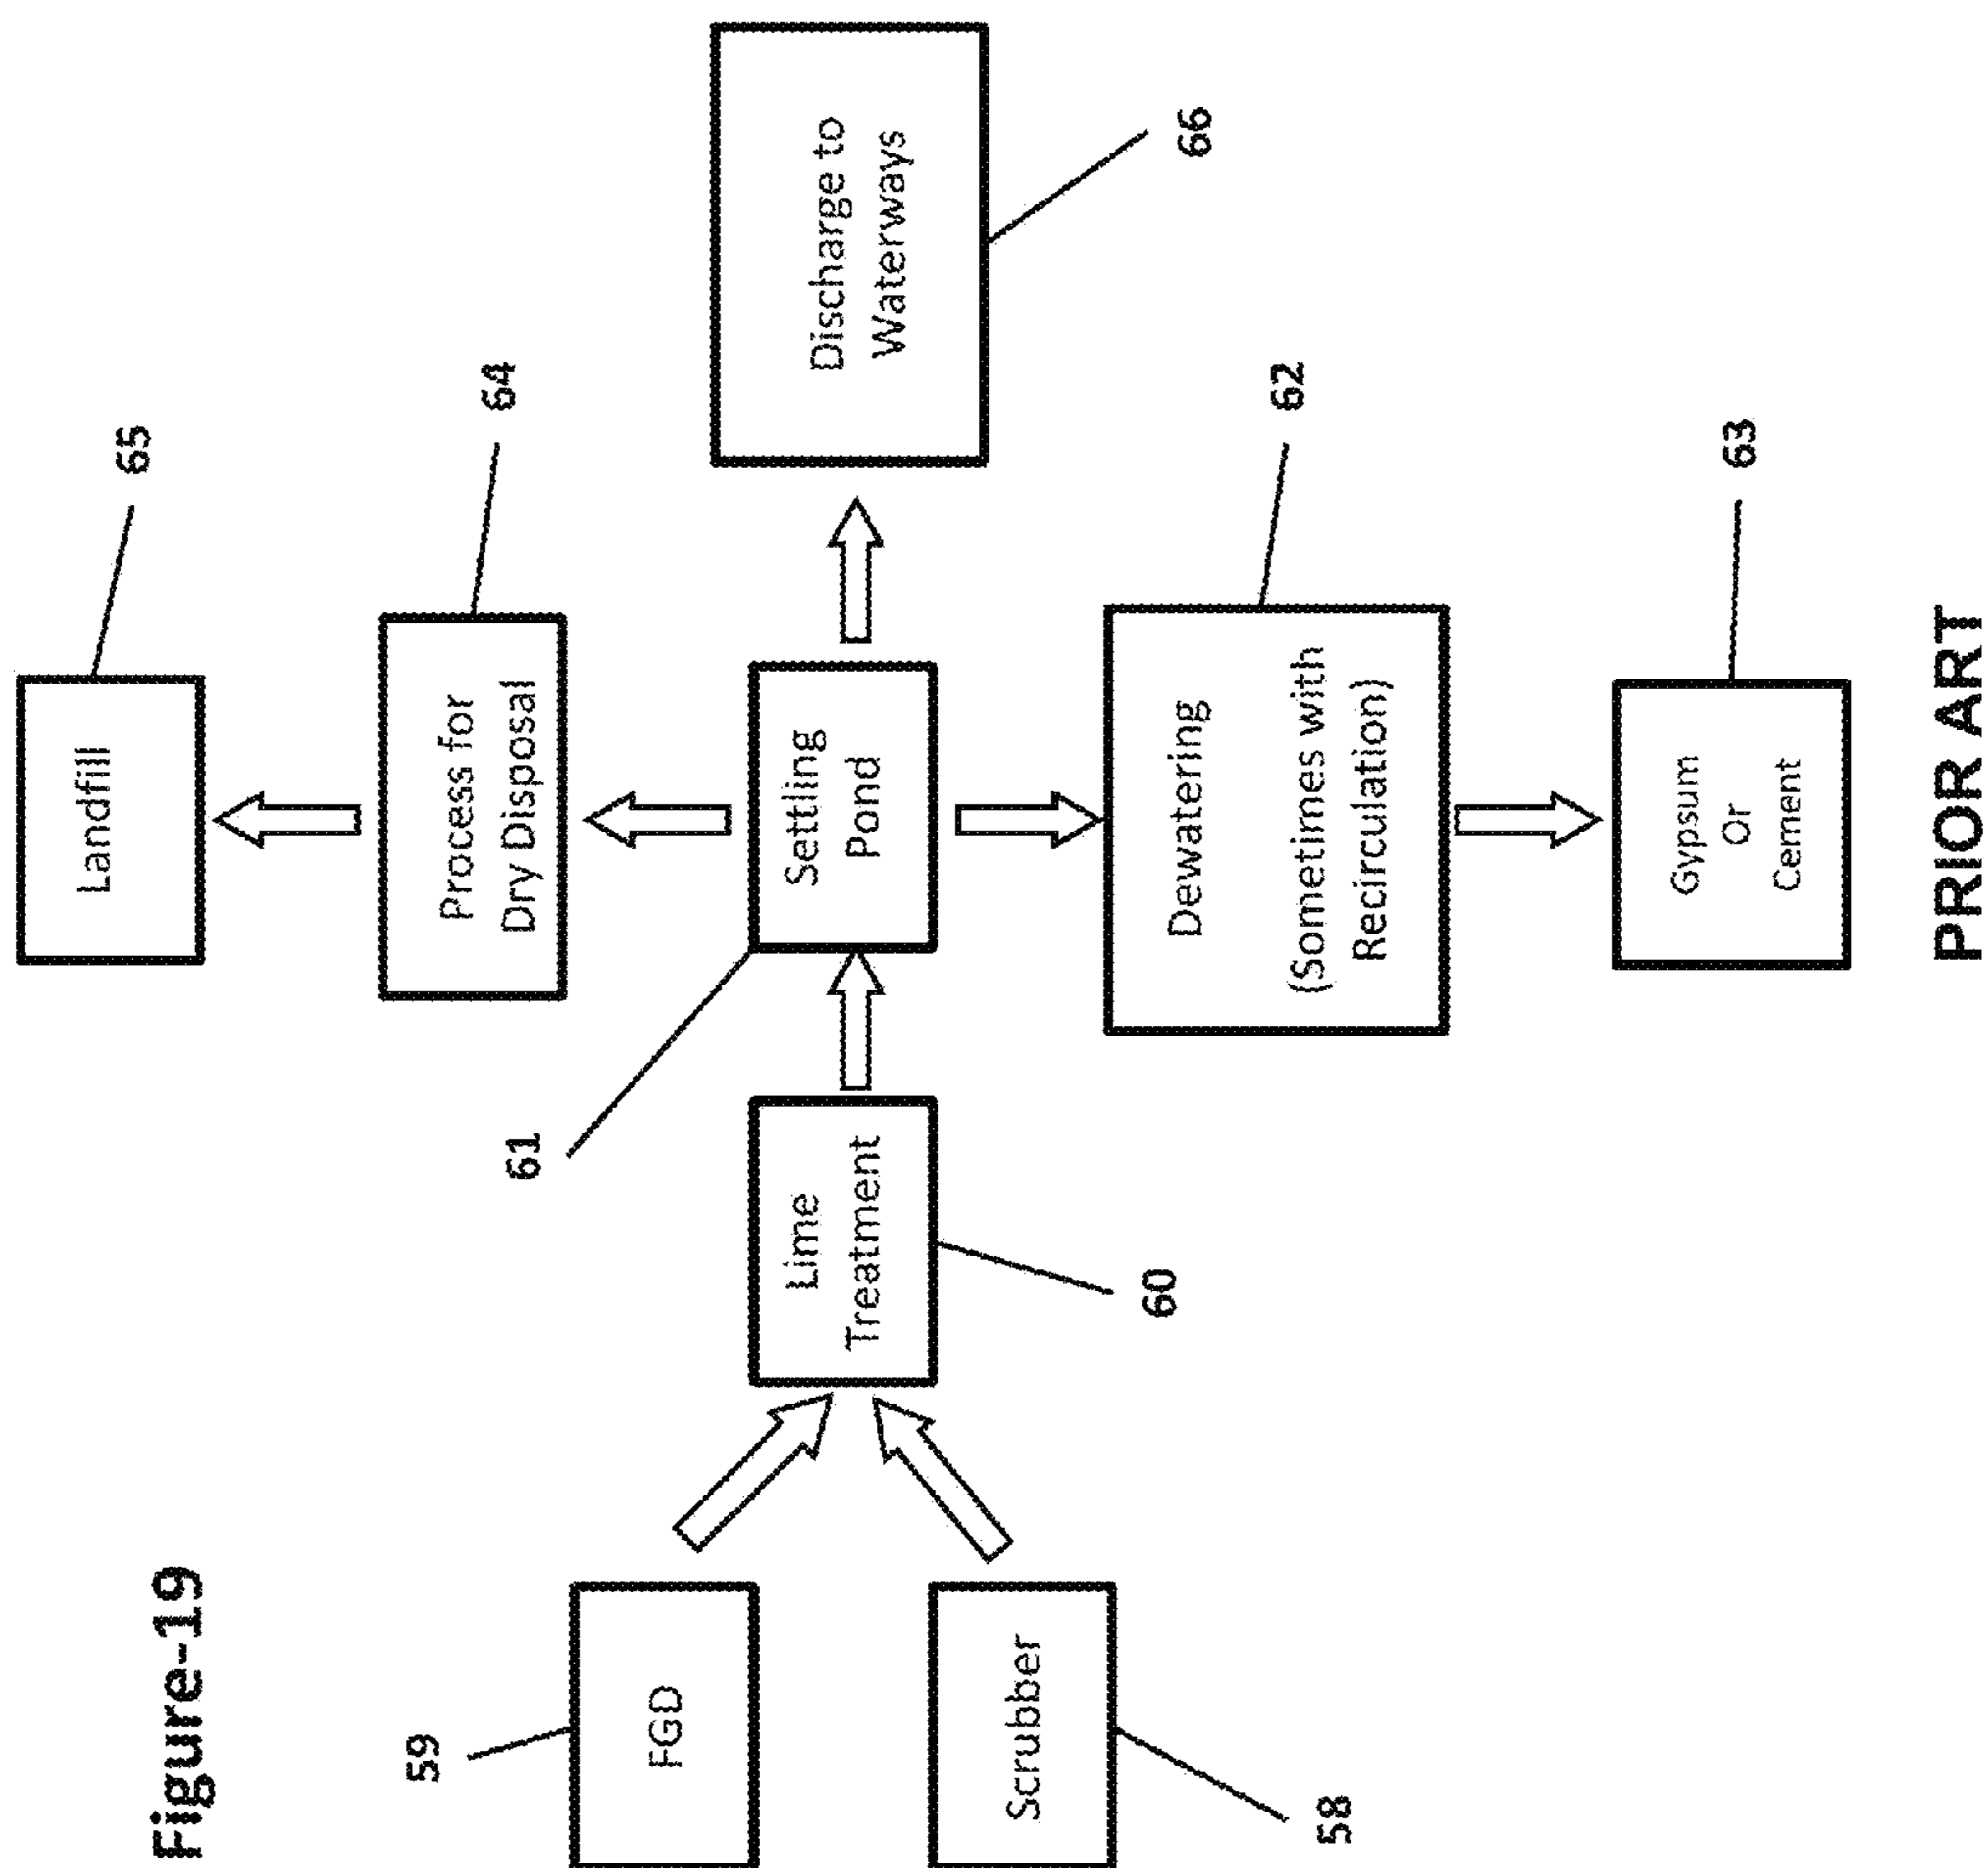 Figure-19
65
Landfill
64
Process for
Dry Disposal
59
FGD
61
Lime
Treatment
60
Settling
Pond
Discharge to
Waterways
66
Scrubber
58
Dewatering
(Sometimes with
Recirculation)
62
Gypsum
Or
Cement
63
PRIOR ART